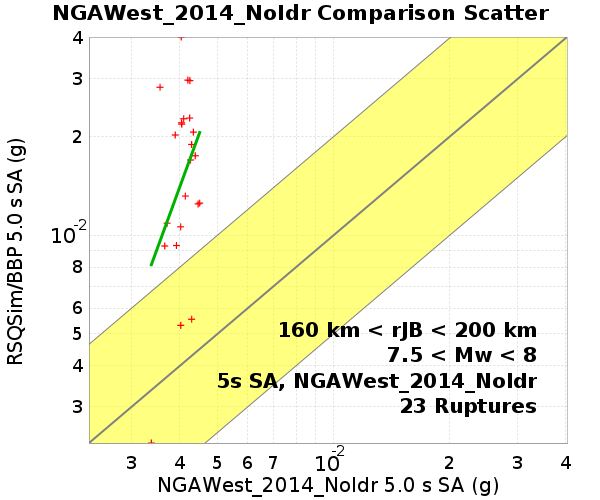 NGAWest_2014_NoIdr Comparison Scatter
RSQSim/BBP 5.0 s SA (g)
4
3
2
10-2
8
6
5
4
3
160 km < rJB < 200 km
7.5 < Mw < 8
5s SA, NGAWest_2014_NoIdr
23 Ruptures
3 4 5 6 7 10-2 2 3 4
NGAWest_2014_NoIdr 5.0 s SA (g)